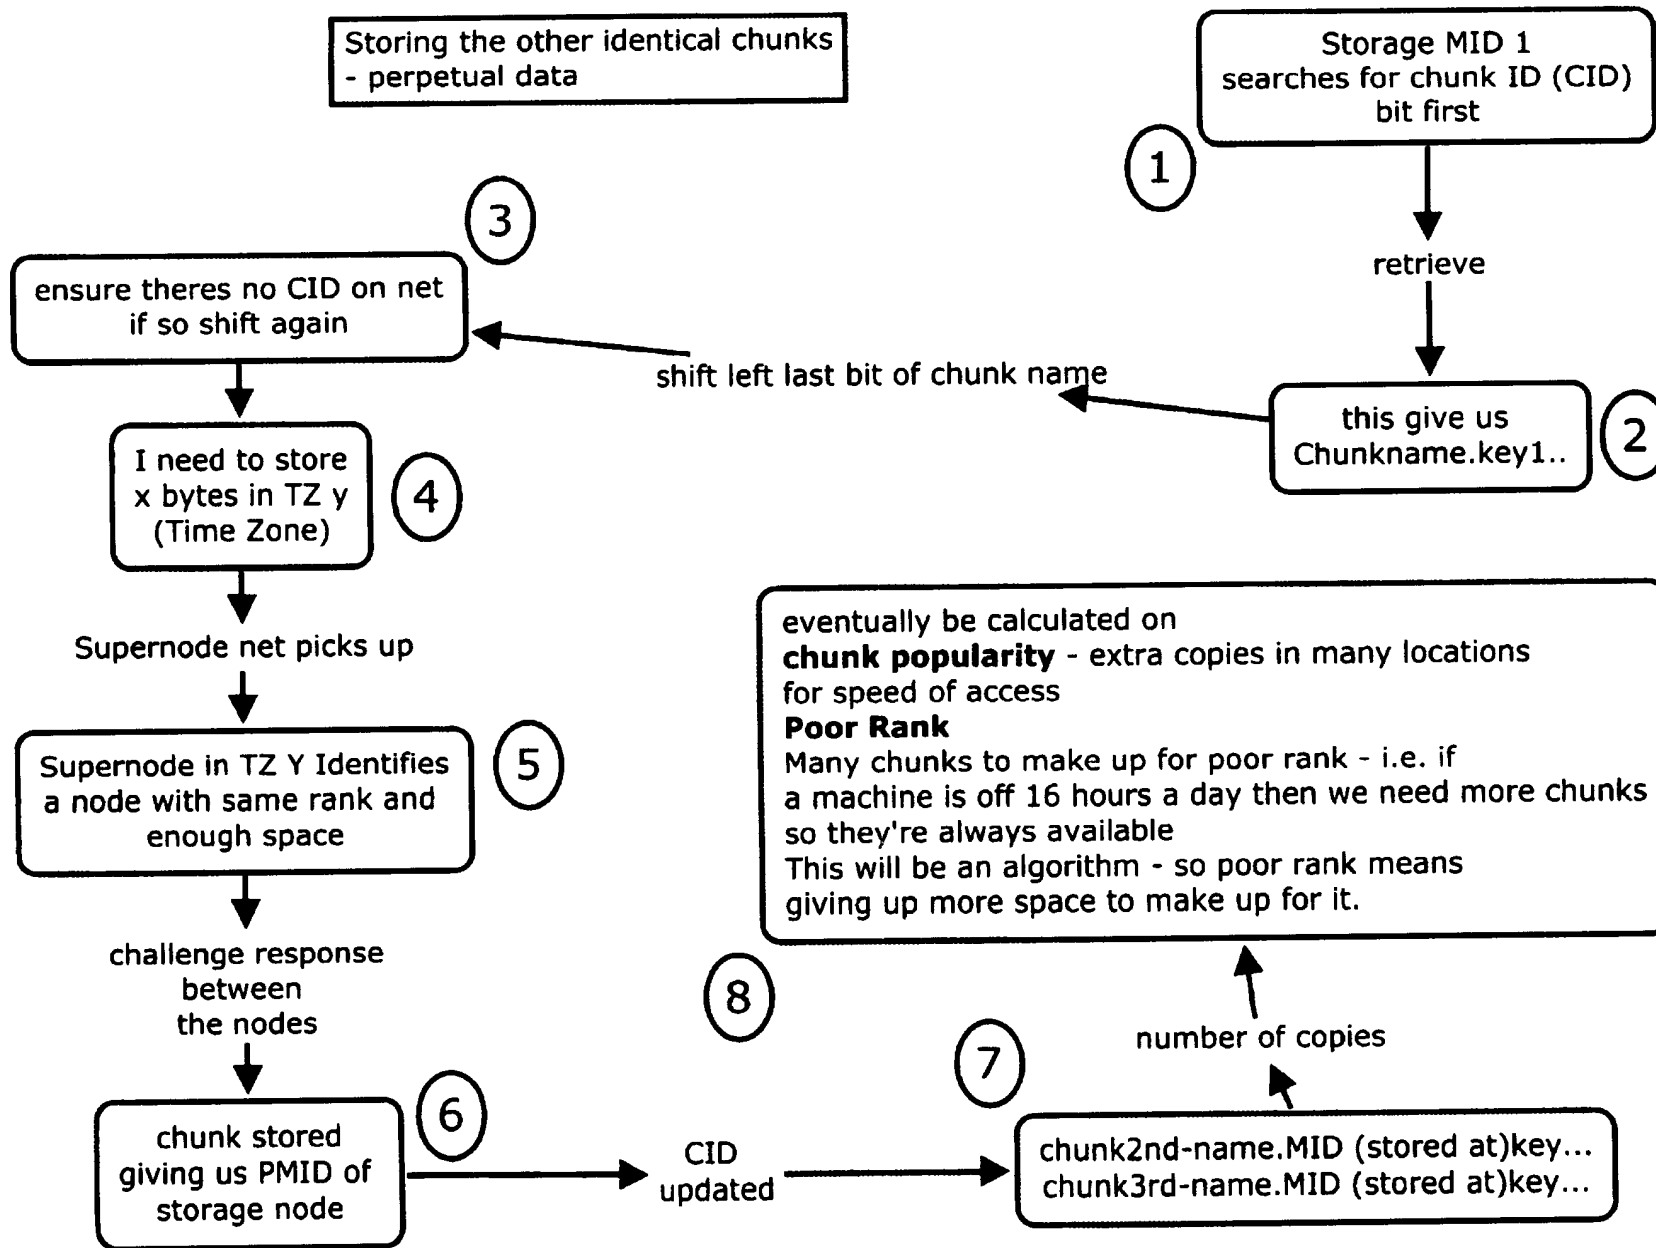 Storing the other identical chunks
- perpetual data
Storage MID 1
searches for chunk ID (CID)
bit first
1
retrieve
this give us
Chunkname.key1..
2
shift left last bit of chunk name
3
ensure theres no CID on net
if so shift again
I need to store
x bytes in TZ y
(Time Zone)
4
Supernode net picks up
Supernode in TZ Y Identifies
a node with same rank and
enough space
5
challenge response
between
the nodes
chunk stored
giving us PMID of
storage node
6
CID
updated
7
chunk2nd-name.MID (stored at)key...
chunk3rd-name.MID (stored at)key...
number of copies
8
eventually be calculated on
chunk popularity - extra copies in many locations
for speed of access
Poor Rank
Many chunks to make up for poor rank - i.e. if
a machine is off 16 hours a day then we need more chunks
so they're always available
This will be an algorithm - so poor rank means
giving up more space to make up for it.